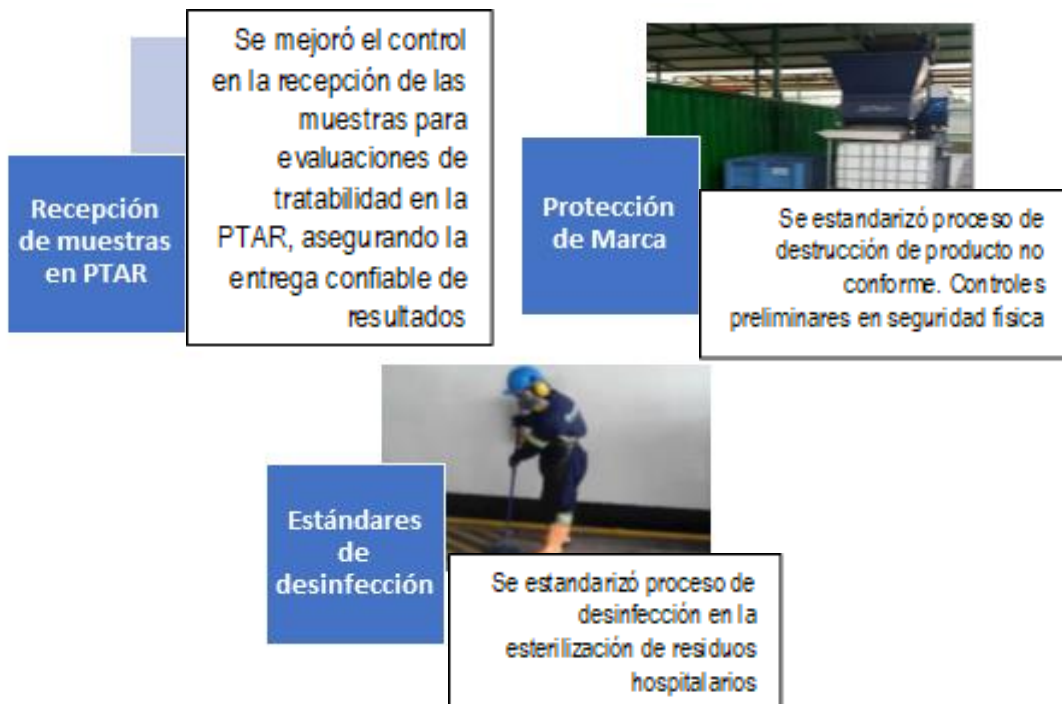 Recepción
de muestras
en PTAR
Se mejoró el control
en la recepción de las
muestras para
evaluaciones de
tratabilidad en la
PTAR, asegurando la
entrega confiable de
resultados
Protección
de Marca
Se estandarizó proceso de
destrucción de producto no
conforme. Controles
preliminares en seguridad física
Estándares
de
desinfección
Se estandarizó proceso de
desinfección en la
esterilización de residuos
hospitalarios